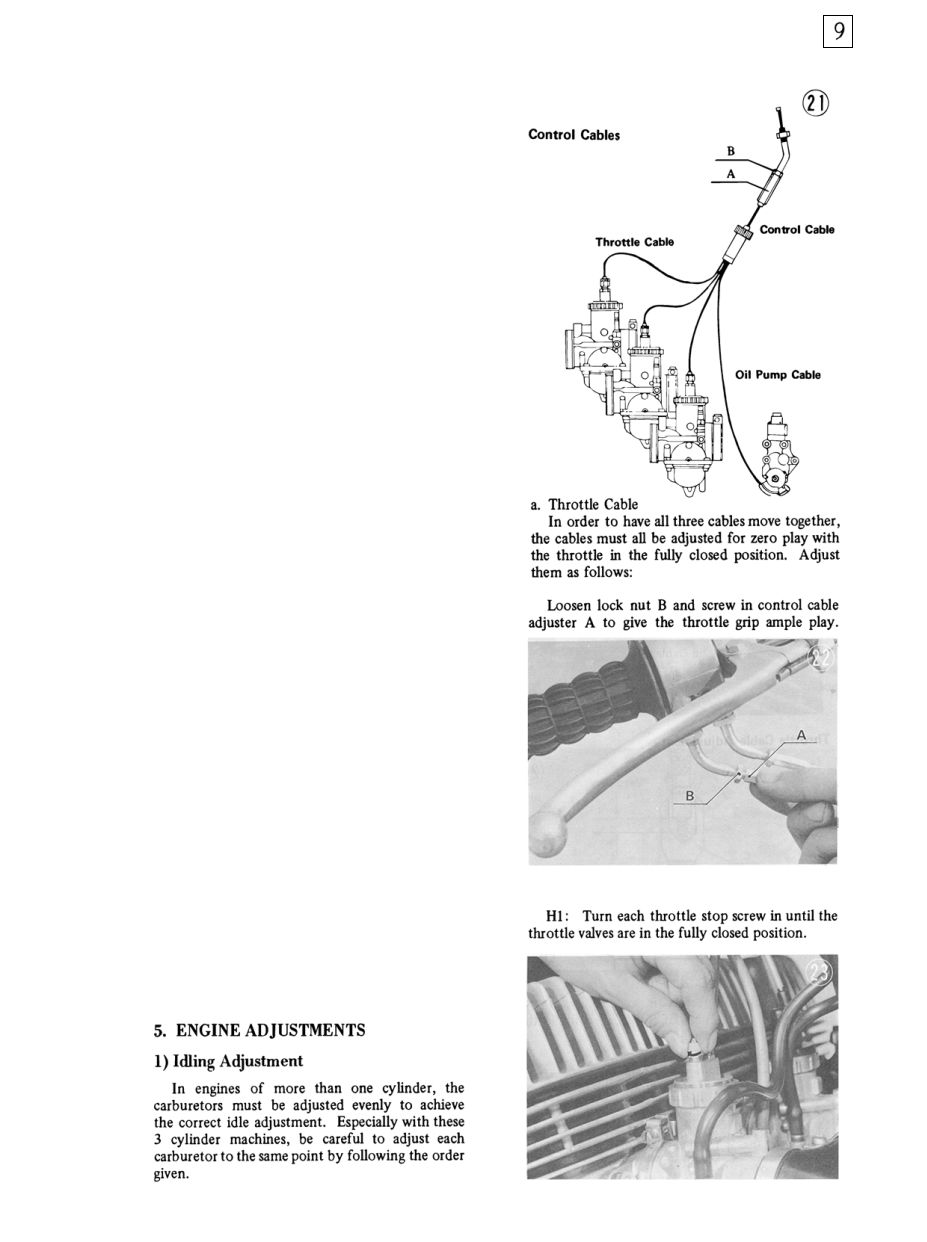 9
5. ENGINE ADJUSTMENTS
1) Idling Adjustment
In engines of more than one cylinder, the
carburetors must be adjusted evenly to achieve
the correct idle adjustment. Especially with these
3 cylinder machines, be careful to adjust each
carburetor to the same point by following the order
given.
21
Control Cables
B
A
Control Cable
Throttle Cable
Oil Pump Cable
a. Throttle Cable
In order to have all three cables move together,
the cables must all be adjusted for zero play with
the throttle in the fully closed position. Adjust
them as follows:
Loosen lock nut B and screw in control cable
adjuster A to give the throttle grip ample play.
22
A
B
H1: Turn each throttle stop screw in until the
throttle valves are in the fully closed position.
23